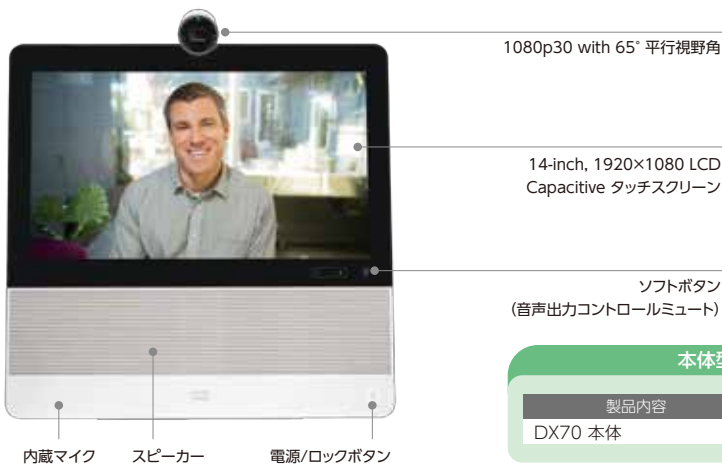 1080p30 with 65° 平行視野角
14-inch, 1920×1080 LCD
Capacitive タッチスクリーン
ソフトボタン
（音声出力コントロールミュート）
本体型
製品内容
DX70 本体
内蔵マイク
スピーカー
電源/ロックボタン